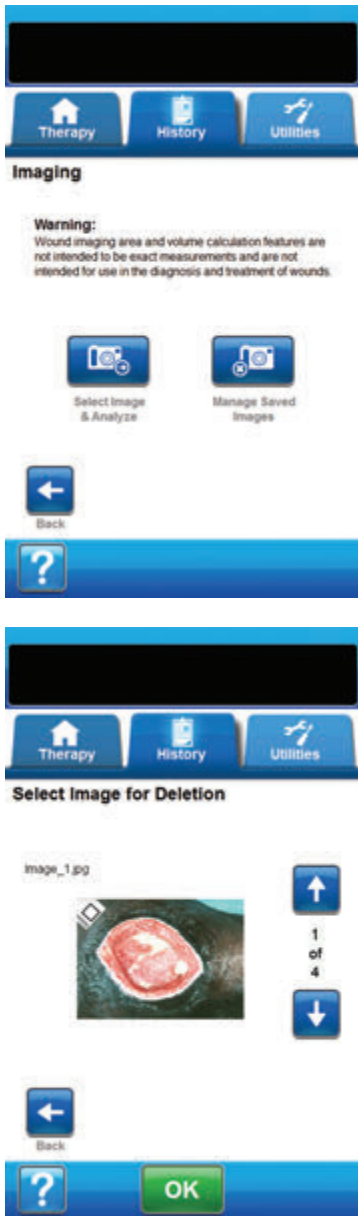 Therapy History Utilities
Imaging
Warning:
Wound imaging area and volume calculation features are
not intended to be exact measurements and are not
intended for use in the diagnosis and treatment of wounds.
Select Image
& Analyze
Manage Saved
Images
Back
?
Therapy History Utilities
Select Image for Deletion
Image_1.jpg
1
of
4
Back
? OK